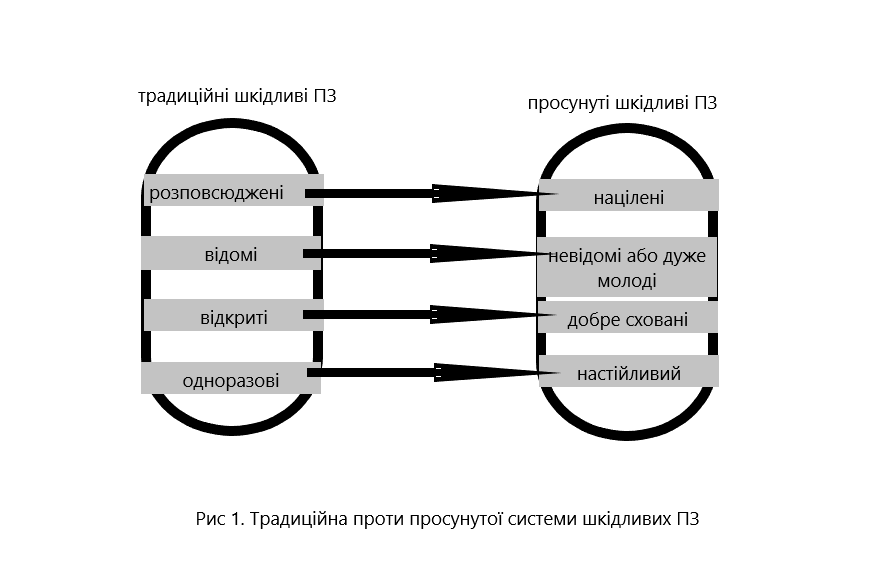 традиційні шкідливі ПЗ
просунуті шкідливі ПЗ
розповсюджені
націлені
відомі
невідомі або дуже
молоді
відкриті
добре сховані
одноразові
настійливий
Рис 1. Традиційна проти просунутої системи шкідливих ПЗ